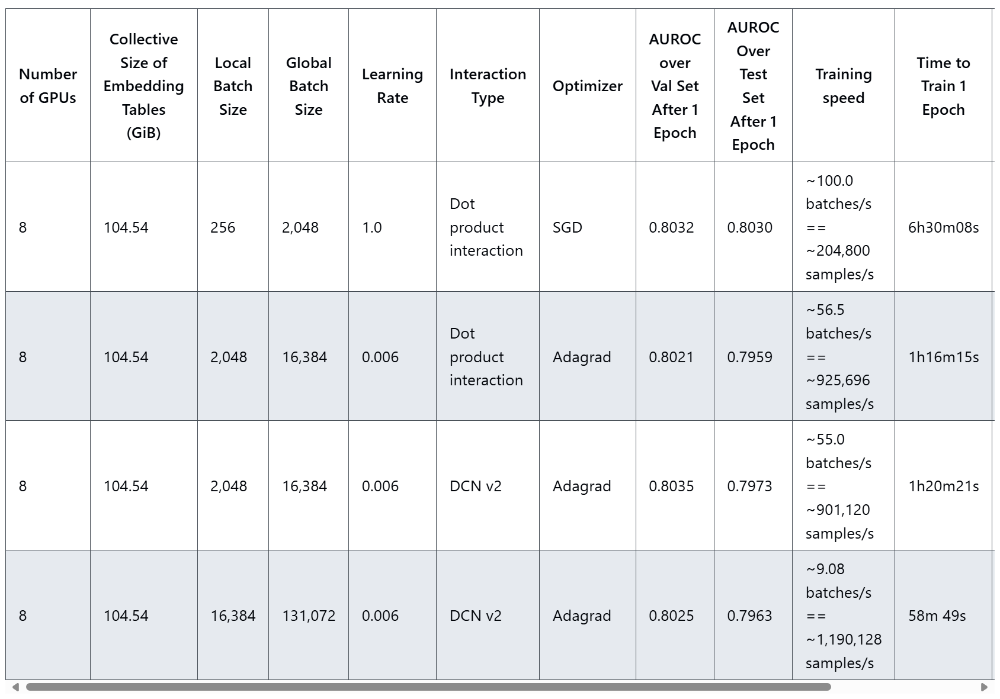 Number
of GPUs
Collective
Size of
Embedding
Tables
(GiB)
Local
Batch
Size
Global
Batch
Size
Learning
Rate
Interaction
Type
Optimizer
AUROC
over
Val Set
After 1
Epoch
AUROC
Over
Test
Set
After 1
Epoch
Training
speed
Time to
Train 1
Epoch
8
104.54
256
2,048
1.0
Dot
product
interaction
SGD
0.8032
0.8030
~100.0
batches/s
==
~204,800
samples/s
6h30m08s
8
104.54
2,048
16,384
0.006
Dot
product
interaction
Adagrad
0.8021
0.7959
~56.5
batches/s
==
~925,696
samples/s
1h16m15s
8
104.54
2,048
16,384
0.006
DCN v2
Adagrad
0.8035
0.7973
~55.0
batches/s
==
~901,120
samples/s
1h20m21s
8
104.54
16,384
131,072
0.006
DCN v2
Adagrad
0.8025
0.7963
~9.08
batches/s
==
~1,190,128
samples/s
58m 49s